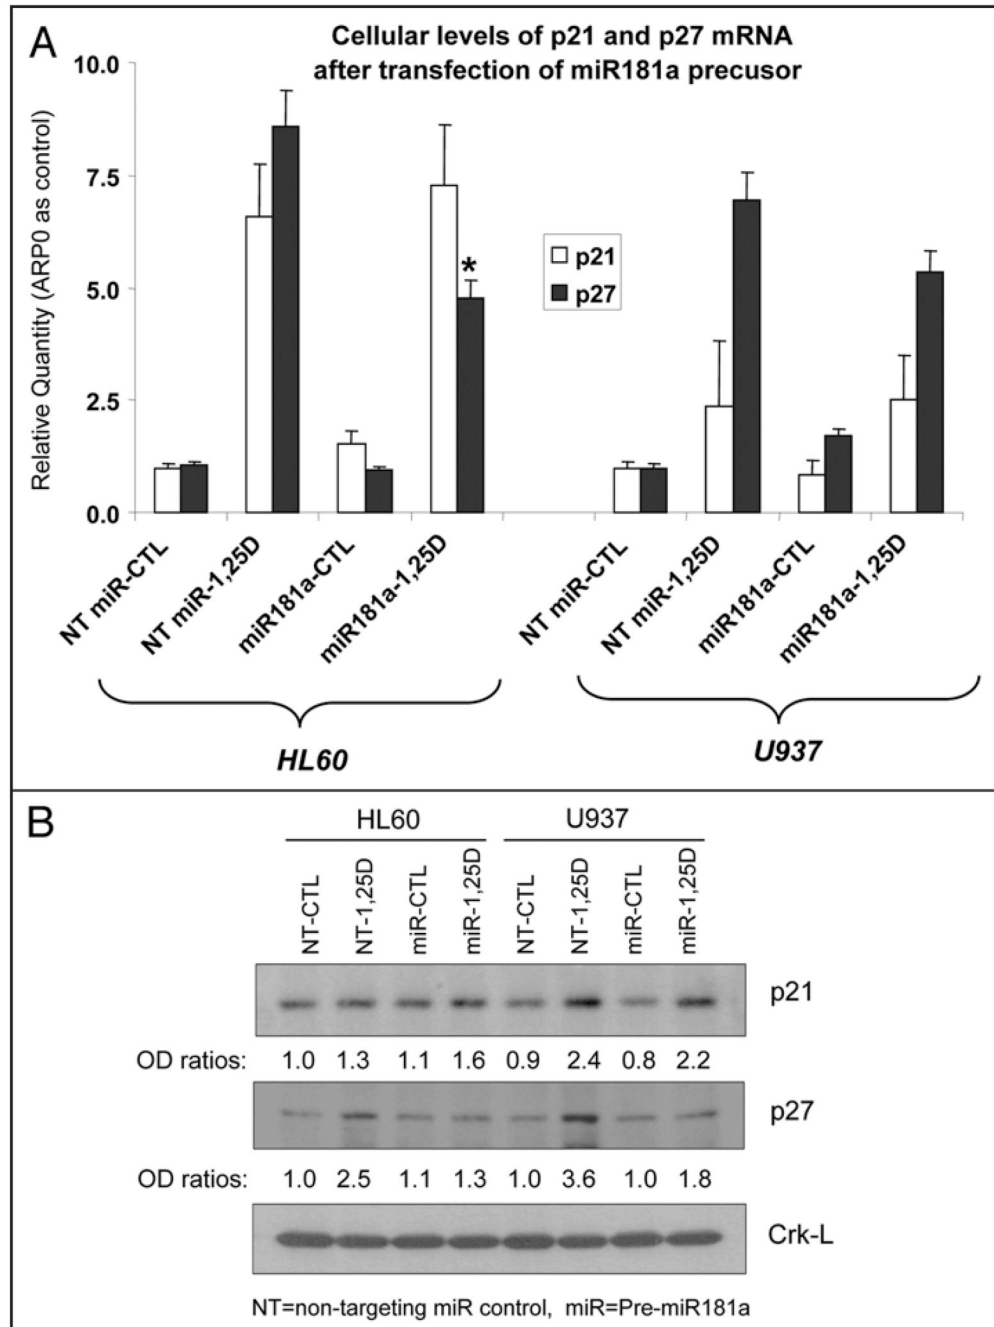 A
Cellular levels of p21 and p27 mRNA
after transfection of miR181a precusor
Relative Quantity (ARP0 as control)
10.0
7.5
5.0
2.5
0.0
*
p21
p27
NT miR-CTL
NT miR-1,25D
miR181a-CTL
miR181a-1,25D
NT miR-CTL
NT miR-1,25D
miR181a-CTL
miR181a-1,25D
HL60
U937
B
HL60 U937
NT-CTL
NT-1,25D
miR-CTL
miR-1,25D
NT-CTL
NT-1,25D
miR-CTL
miR-1,25D
p21
OD ratios: 1.0 1.3 1.1 1.6 0.9 2.4 0.8 2.2
p27
OD ratios: 1.0 2.5 1.1 1.3 1.0 3.6 1.0 1.8
Crk-L
NT=non-targeting miR control, miR=Pre-miR181a